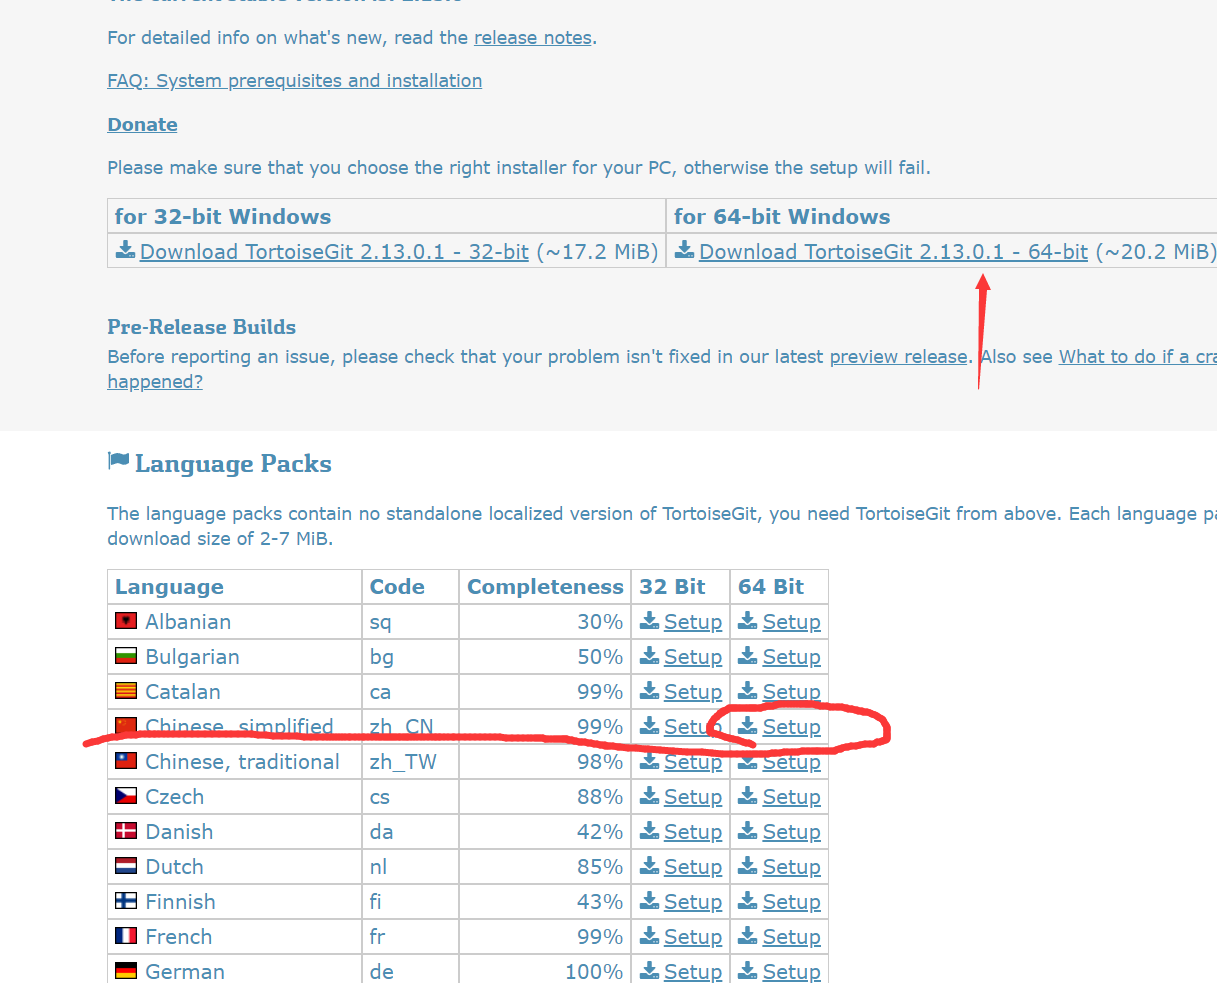 For detailed info on what's new, read the release notes.
FAQ: System prerequisites and installation
Donate
Please make sure that you choose the right installer for your PC, otherwise the setup will fail.
for 32-bit Windows for 64-bit Windows
Download TortoiseGit 2.13.0.1 - 32-bit (~17.2 MiB) Download TortoiseGit 2.13.0.1 - 64-bit (~20.2 MiB)
Pre-Release Builds
Before reporting an issue, please check that your problem isn't fixed in our latest preview release. Also see What to do if a cra
happened?
Language Packs
The language packs contain no standalone localized version of TortoiseGit, you need TortoiseGit from above. Each language pa
download size of 2-7 MiB.
Language Code Completeness 32 Bit 64 Bit
Albanian sq 30% Setup Setup
Bulgarian bg 50% Setup Setup
Catalan ca 99% Setup Setup
Chinese, simplified zh_CN 99% Setup Setup
Chinese, traditional zh_TW 98% Setup Setup
Czech cs 88% Setup Setup
Danish da 42% Setup Setup
Dutch nl 85% Setup Setup
Finnish fi 43% Setup Setup
French fr 99% Setup Setup
German de 100% Setup Setup